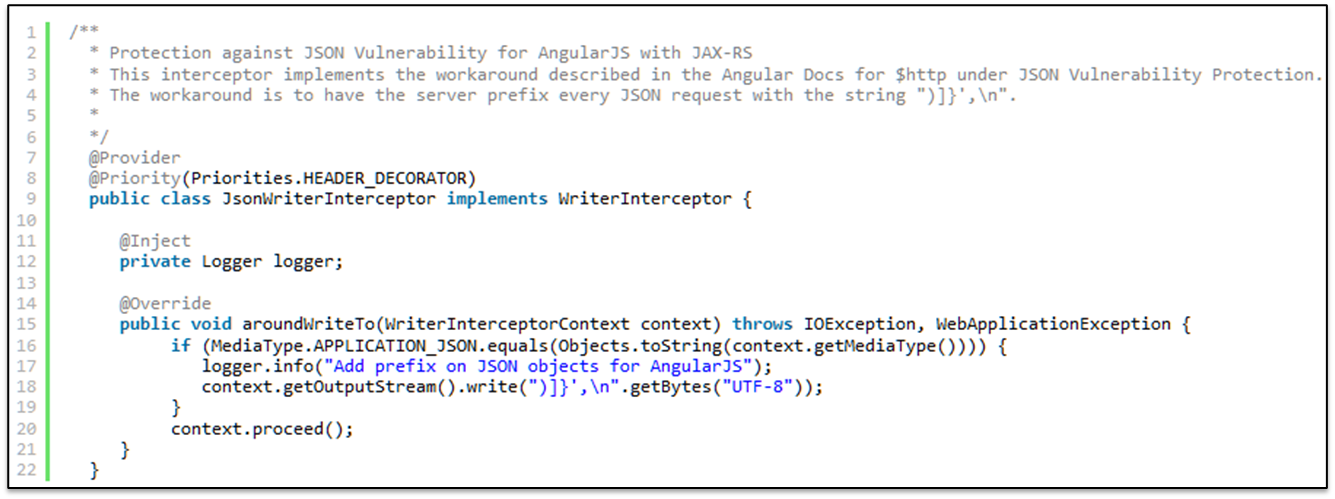 1 /**
2 * Protection against JSON Vulnerability for AngularJS with JAX-RS
3 * This interceptor implements the workaround described in the Angular Docs for $http under JSON Vulnerability Protection.
4 * The workaround is to have the server prefix every JSON request with the string ")]}',\n".
5 *
6 */
7 @Provider
8 @Priority(Priorities.HEADER_DECORATOR)
9 public class JsonWriterInterceptor implements WriterInterceptor {
10
11 @Inject
12 private Logger logger;
13
14 @Override
15 public void aroundWriteTo(WriterInterceptorContext context) throws IOException, WebApplicationException {
16 if (MediaType.APPLICATION_JSON.equals(Objects.toString(context.getMediaType()))) {
17 logger.info("Add prefix on JSON objects for AngularJS");
18 context.getOutputStream().write(")]}',\n".getBytes("UTF-8"));
19 }
20 context.proceed();
21 }
22 }